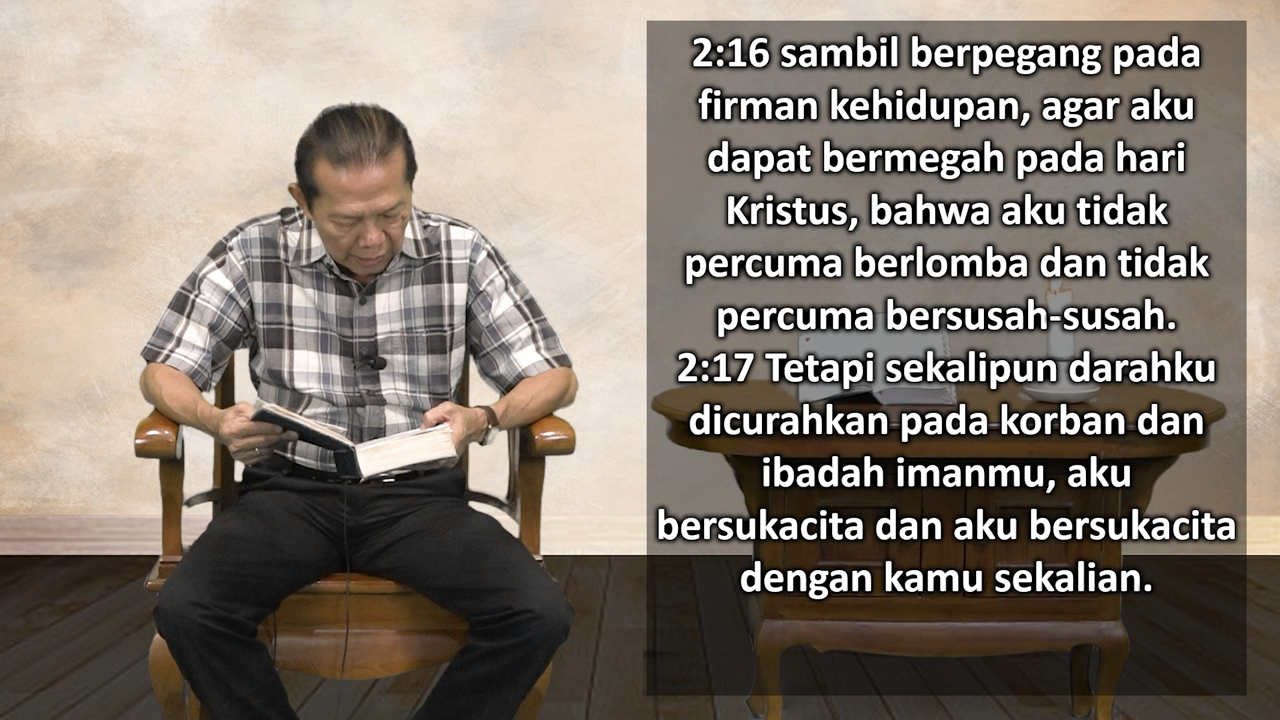 2:16 sambil berpegang pada
firman kehidupan, agar aku
dapat bermegah pada hari
Kristus, bahwa aku tidak
percuma berlomba dan tidak
percuma bersusah-susah.
2:17 Tetapi sekalipun darahku
dicurahkan pada korban dan
ibadah imanmu, aku
bersukacita dan aku bersukacita
dengan kamu sekalian.